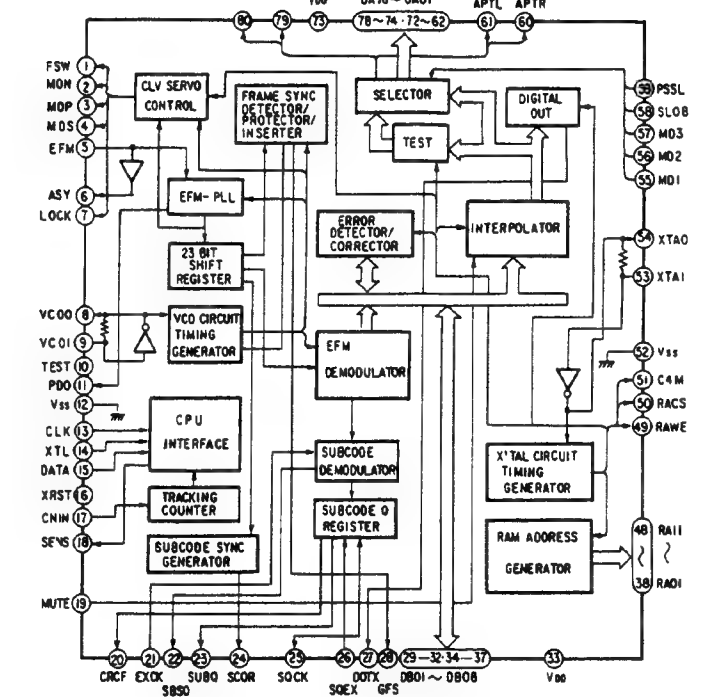 APTL APTR
80 79 73 78~74·72~62 61 60
FSW 1
MON 2
MDP 3
MDS 4
EFM 5
ASY 6
LOCK 7
VCOO 8
VCOI 9
TEST 10
PDO 11
Vss 12
CLK 13
XTL 14
DATA 15
XRST 16
CNIN 17
SENS 18
MUTE 19
CLV SERVO
CONTROL
FRAME SYNC
DETECTOR/
PROTECTOR/
INSERTER
SELECTOR
DIGITAL
OUT
TEST
EFM-PLL
23 BIT
SHIFT
REGISTER
ERROR
DETECTOR/
CORRECTOR
INTERPOLATOR
VCO CIRCUIT
TIMING
GENERATOR
EFM
DEMODULATOR
CPU
INTERFACE
TRACKING
COUNTER
SUBCODE
DEMODULATOR
SUBCODE Q
REGISTER
SUBCODE SYNC
GENERATOR
X'TAL CIRCUIT
TIMING
GENERATOR
RAM ADDRESS
GENERATOR
59 PSSL
58 SLOB
57 MD3
56 MD2
55 MD1
54 XTAO
53 XTAI
52 Vss
51 C4M
50 RACS
49 RAWE
48 RA11
38 RA01
20 21 22 23 24 25 26 27 28 29—32·34—37 33
CRCF EXCK SBSO SUBQ SCOR SQCK SQEX DOTX GFS DB01~DB08 VDD